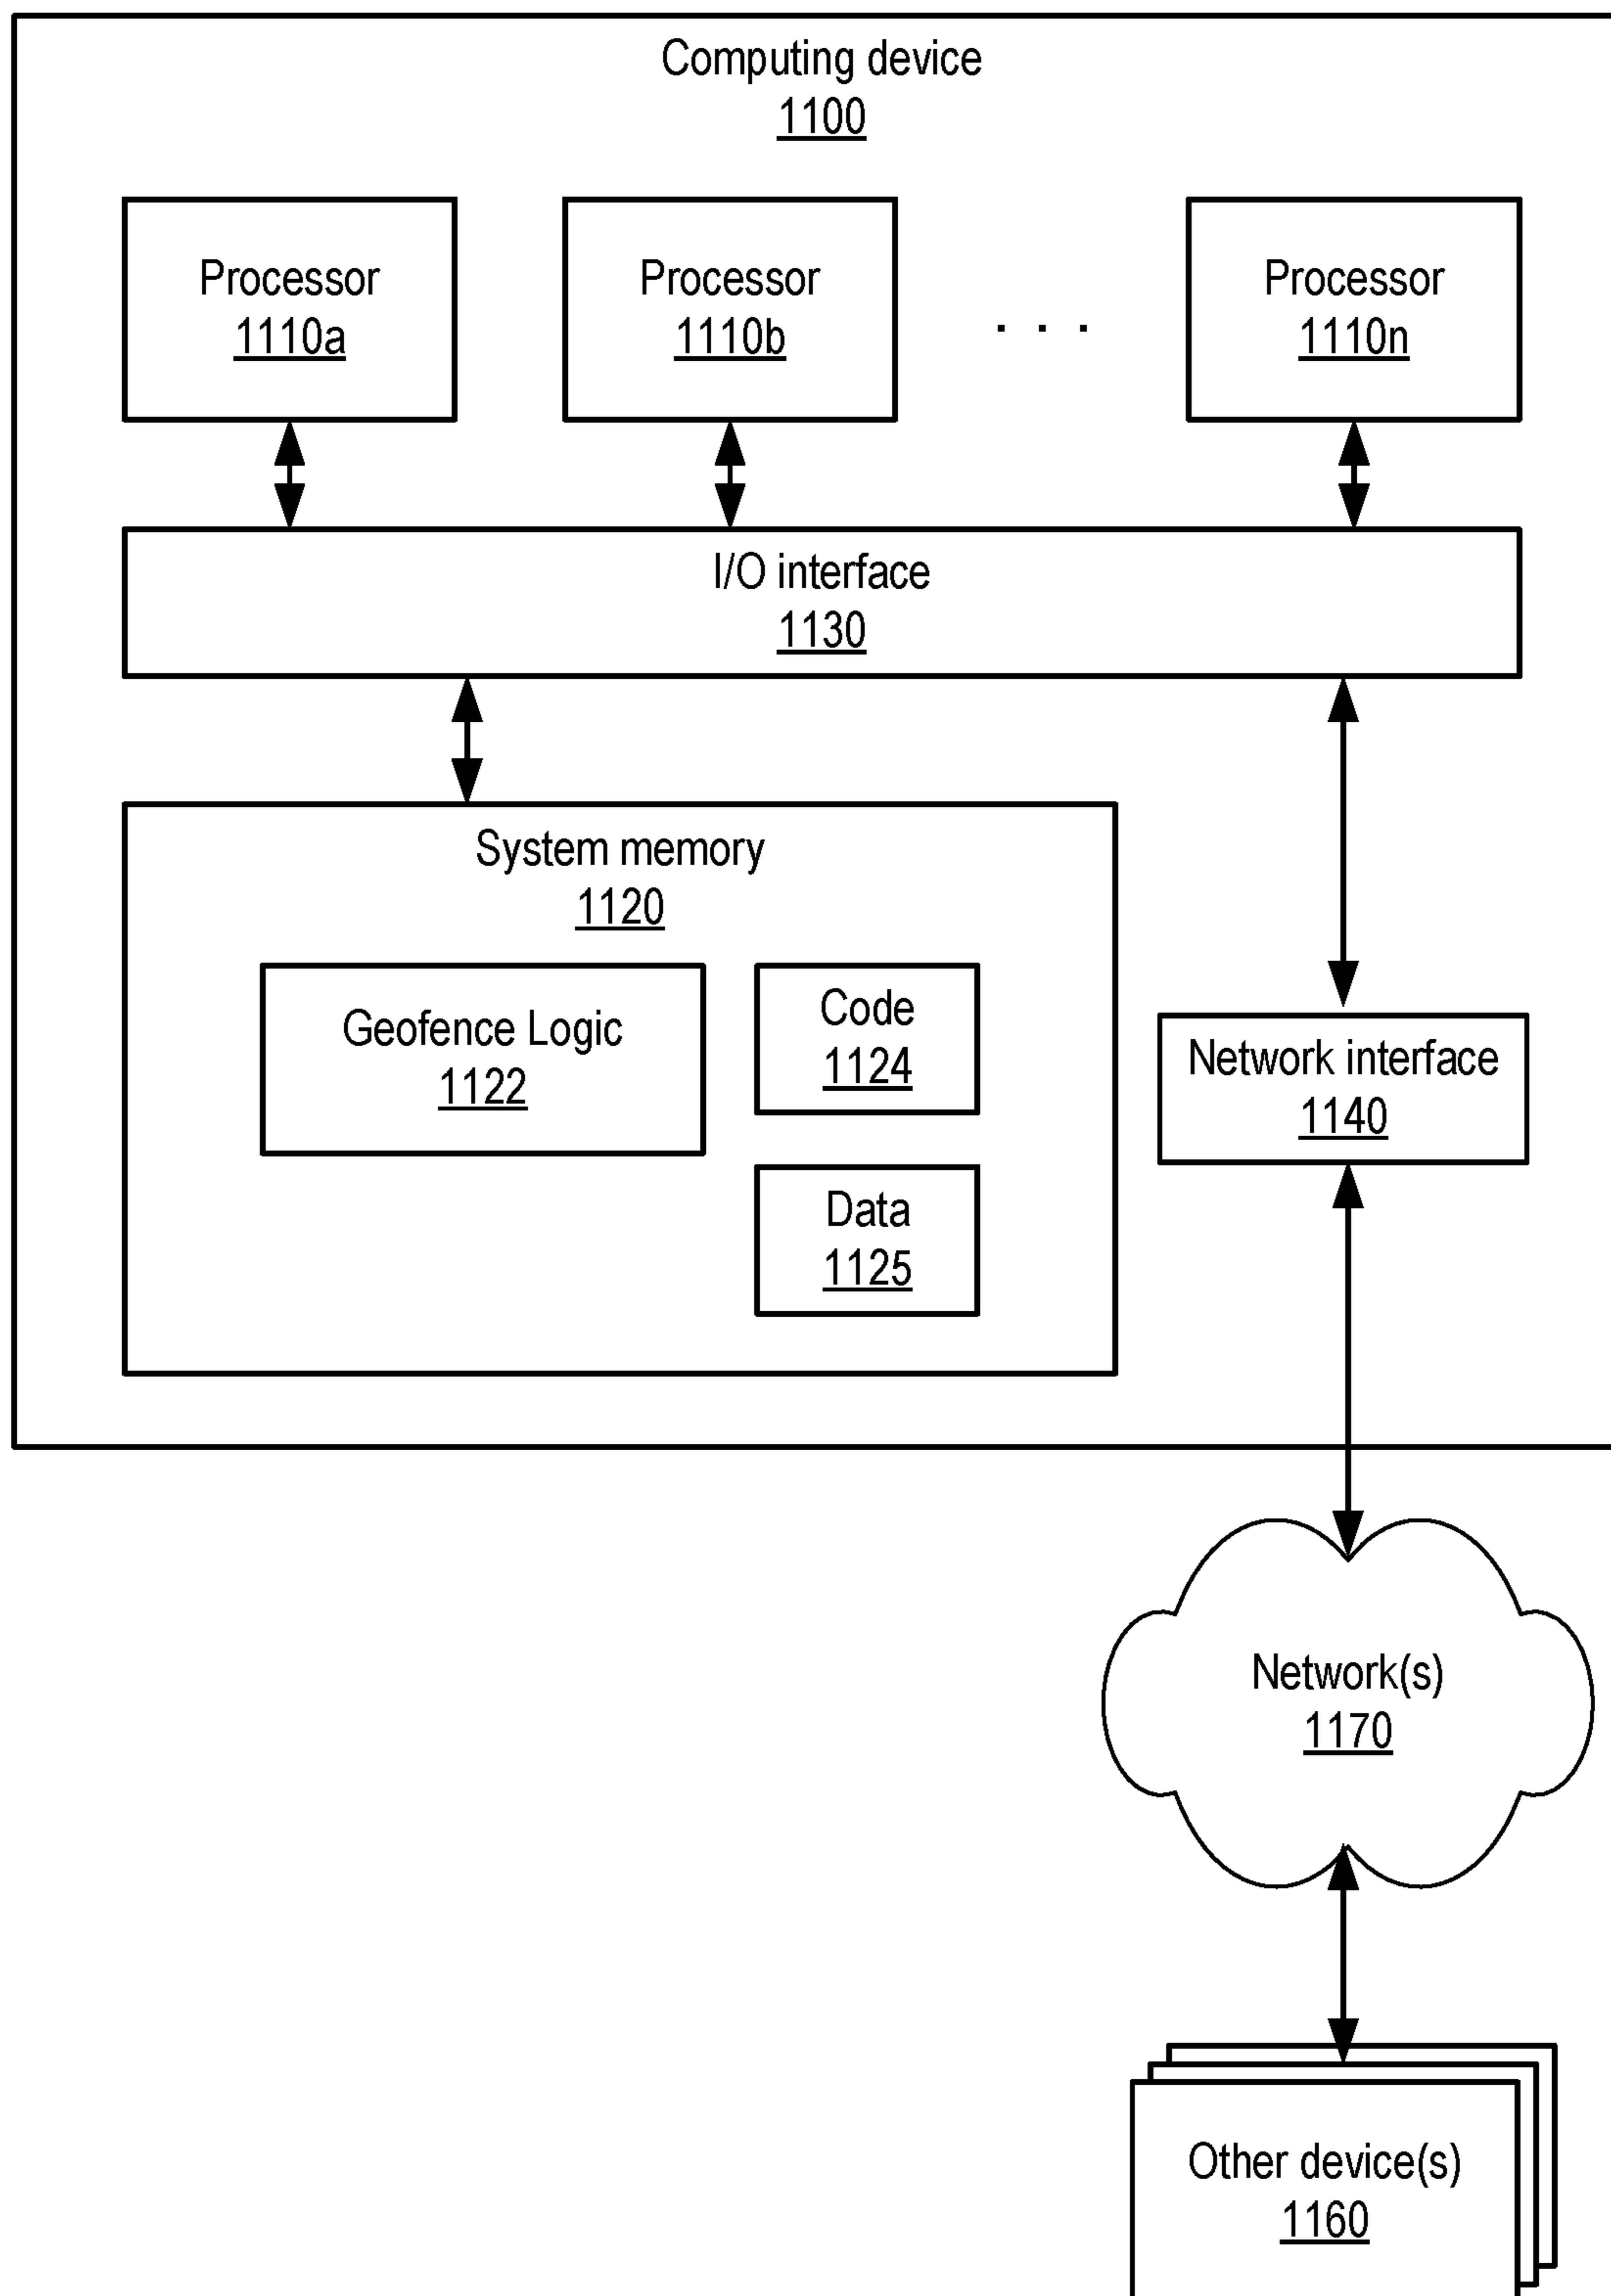 Computing device
1100
Processor
1110a
Processor
1110b
. . .
Processor
1110n
I/O interface
1130
System memory
1120
Geofence Logic
1122
Code
1124
Data
1125
Network interface
1140
Network(s)
1170
Other device(s)
1160